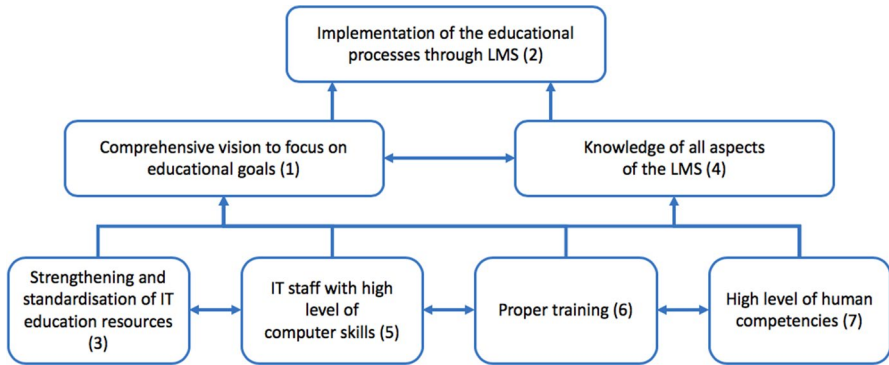 Implementation of the educational
processes through LMS (2)
Comprehensive vision to focus on
educational goals (1)
Knowledge of all aspects
of the LMS (4)
Strengthening and
standardisation of IT
education resources
(3)
IT staff with high
level of
computer skills (5)
Proper training (6)
High level of human
competencies (7)